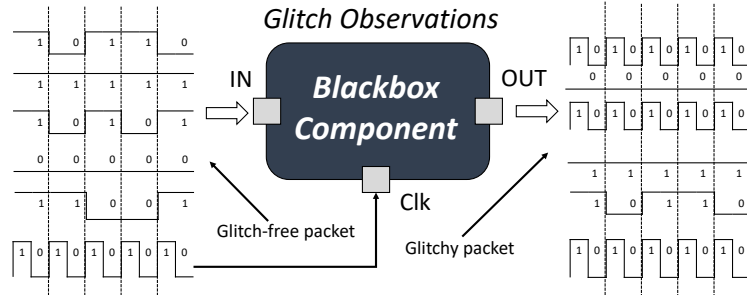 Glitch Observations
1 0 1 1 0
1 1 1 1 1
1 0 1 0 1
0 0 0 0 0
1 1 0 0 1
1 0 1 0 1 0 1 0 1 0
IN
Blackbox
Component
OUT
Clk
Glitch-free packet
Glitchy packet
1 0 1 0 1 0 1 0 1 0
0 0 0 0 0
1 0 1 0 1 0 1 0 1 0
1 1 1 1 1
1 0 1 1 0
1 0 1 0 1 0 1 0 1 0